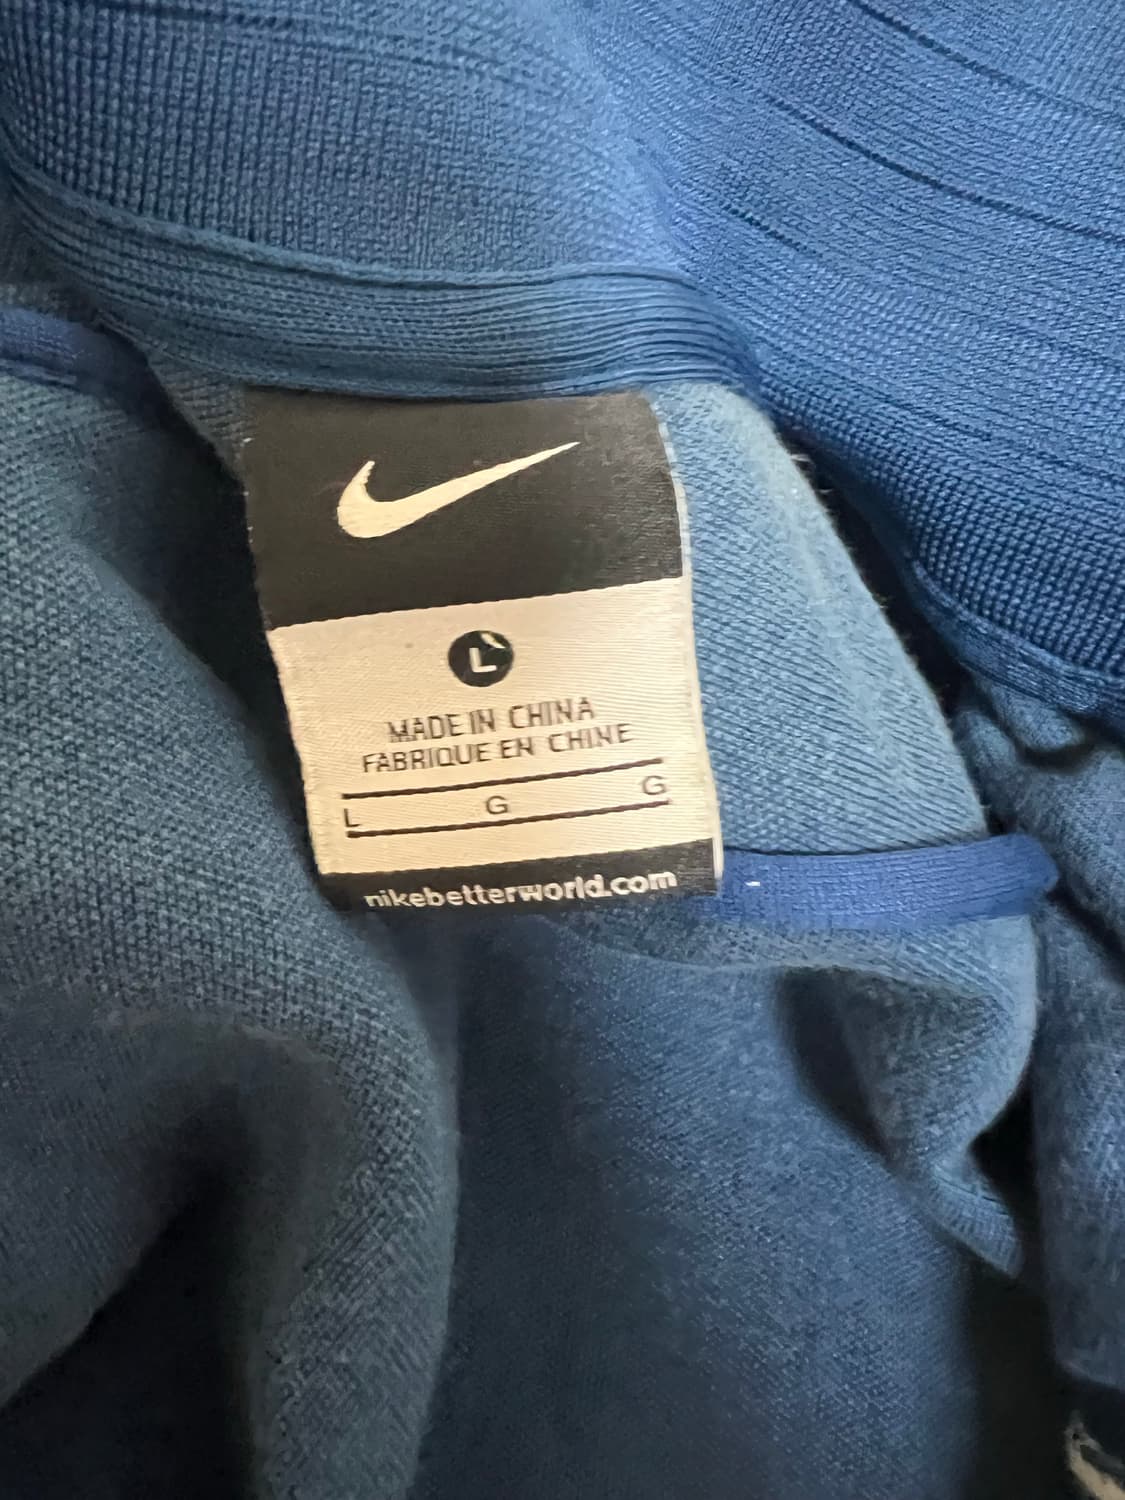 L
MADE IN CHINA
FABRIQUE EN CHINE
L G G
nikebetterworld.com